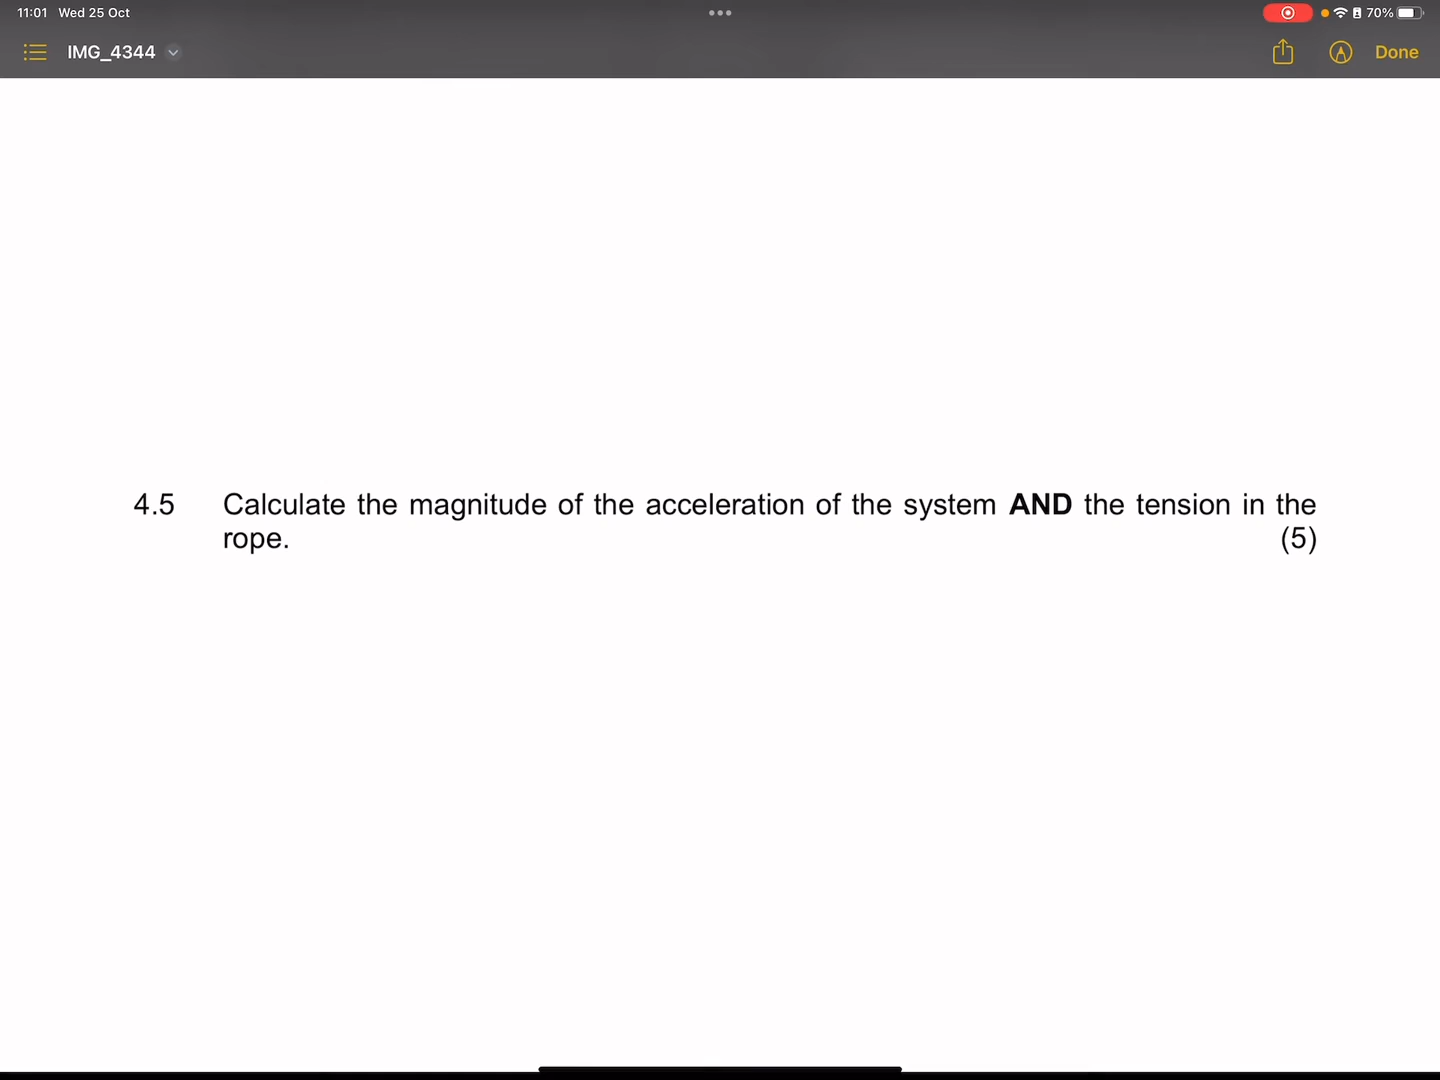 11:01 Wed 25 Oct
70%
IMG_4344
Done
4.5 Calculate the magnitude of the acceleration of the system AND the tension in the
rope. (5)